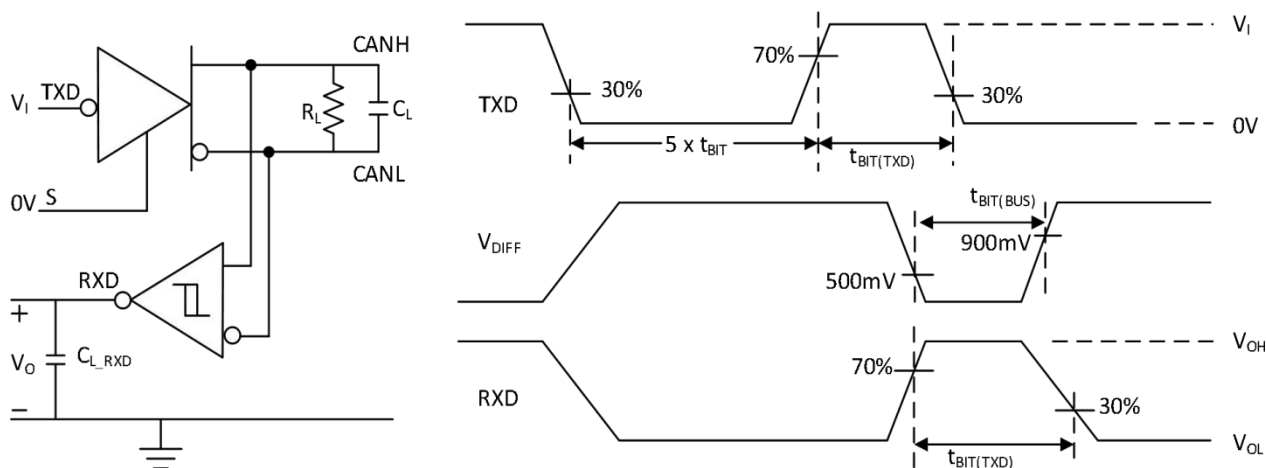 CANH
TXD
V_I
R_L
C_L
CANL
0V
S
RXD
+
V_O
C_L_RXD
−
V_I
70%
30%
30%
TXD
0V
5 x t_BIT
t_BIT(TXD)
t_BIT(BUS)
V_DIFF
900mV
500mV
V_OH
70%
RXD
30%
V_OL
t_BIT(TXD)